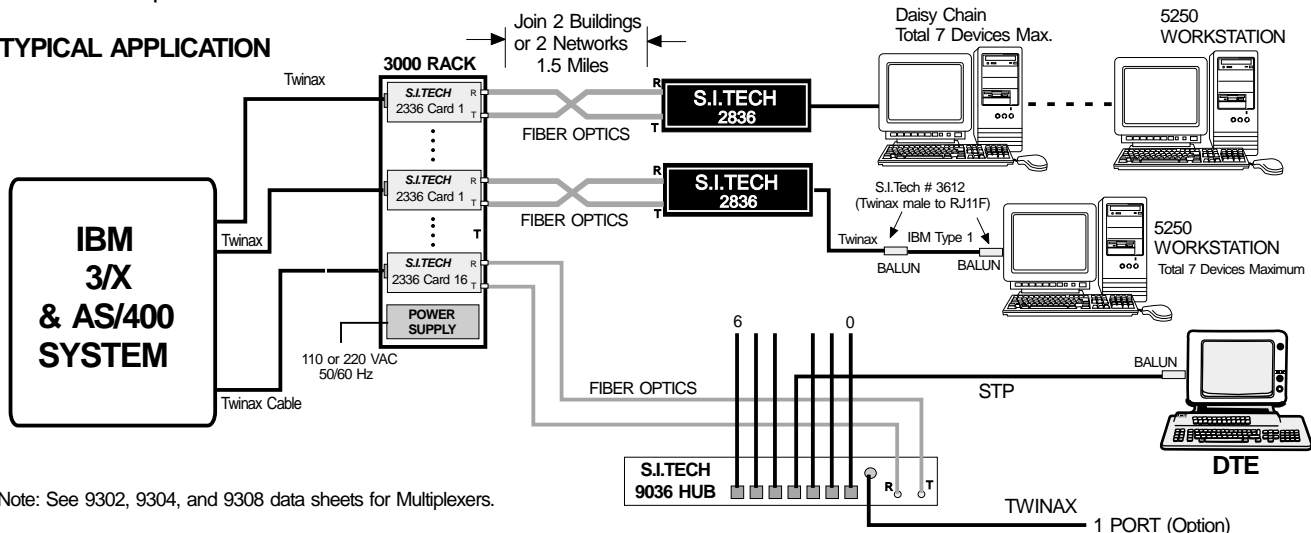 TYPICAL APPLICATION
Join 2 Buildings
or 2 Networks
1.5 Miles
Daisy Chain
Total 7 Devices Max.
5250
WORKSTATION
3000 RACK
Twinax
S.I.TECH
2336 Card 1
R
T
FIBER OPTICS
R
T
S.I.TECH
2836
S.I.TECH
2336 Card 1
R
T
FIBER OPTICS
R
T
S.I.TECH
2836
S.I.Tech # 3612
(Twinax male to RJ11F)
Twinax
BALUN
IBM Type 1
BALUN
5250
WORKSTATION
Total 7 Devices Maximum
IBM
3/X
& AS/400
SYSTEM
Twinax
T
S.I.TECH
2336 Card 16
R
T
POWER
SUPPLY
110 or 220 VAC
50/60 Hz
Twinax Cable
FIBER OPTICS
6
0
STP
BALUN
DTE
S.I.TECH
9036 HUB
R
T
TWINAX
1 PORT (Option)
Note: See 9302, 9304, and 9308 data sheets for Multiplexers.